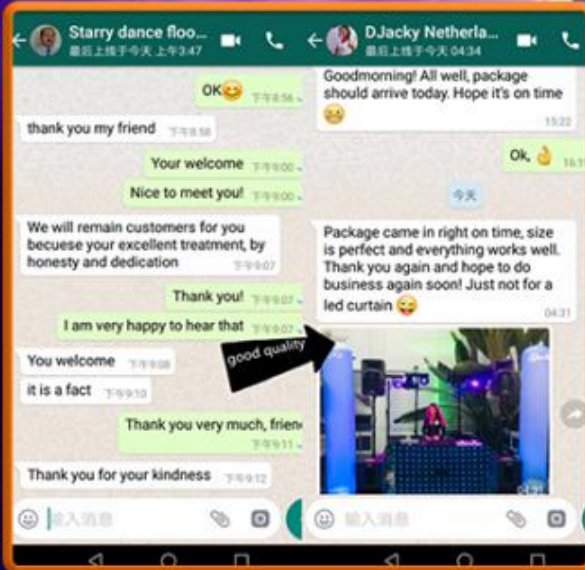 Starry dance floo...
最后上线于今天 上午3:47
OK😊 下午8:56
thank you my friend 下午8:58
Your welcome 下午9:00
Nice to meet you! 下午9:00
We will remain customers for you
becuese your excellent treatment, by
honesty and dedication
下午9:07
Thank you! 下午9:07
I am very happy to hear that 下午9:07
You welcome 下午9:08
it is a fact 下午9:10
Thank you very much, frien
下午9:11
Thank you for your kindness 下午9:12
输入消息
DJacky Netherla...
最后上线于今天 04:34
Goodmorning! All well, package
should arrive today. Hope it's on time
😁
15:22
Ok, 👌
今天
Package came in right on time, size
is perfect and everything works well.
Thank you again and hope to do
business again soon! Just not for a
led curtain 😜
04:31
good quality
04:31
输入消息